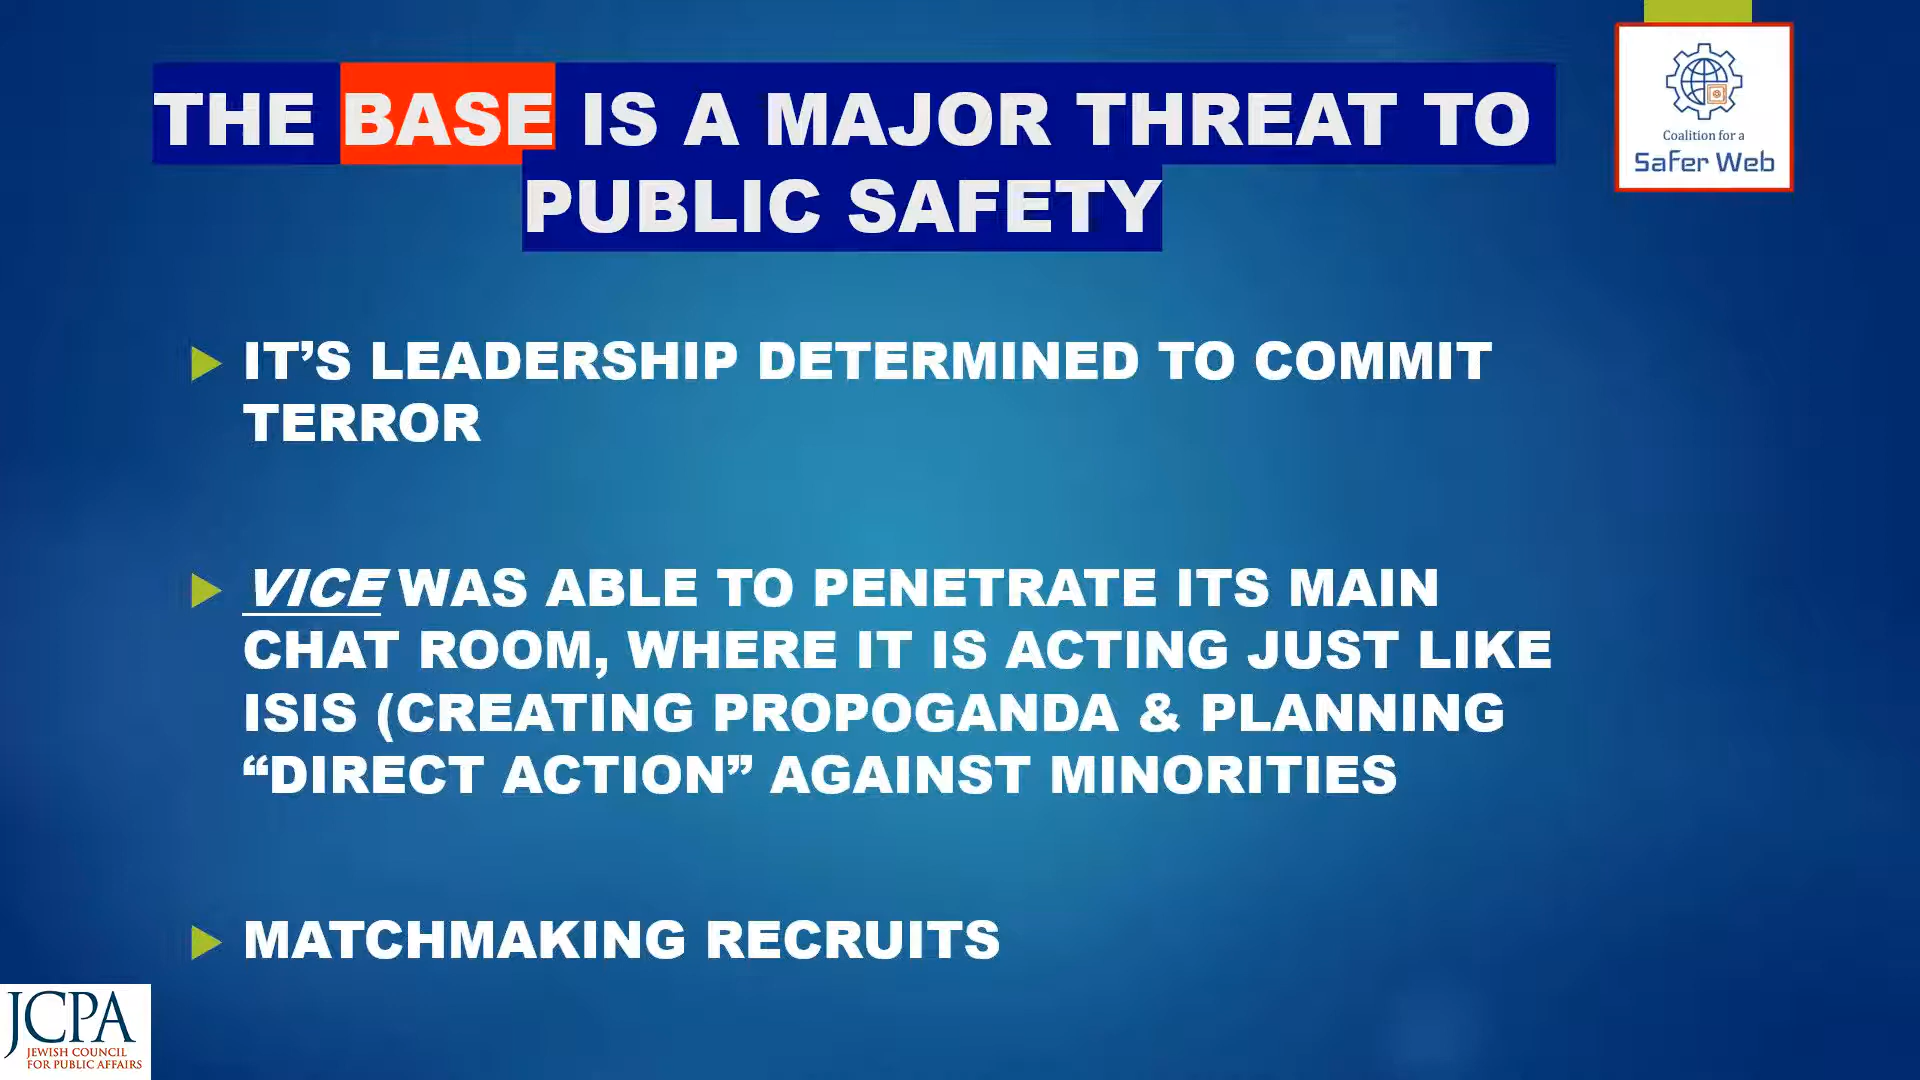 THE BASE IS A MAJOR THREAT TO
PUBLIC SAFETY
Coalition for a
Safer Web
IT’S LEADERSHIP DETERMINED TO COMMIT
TERROR
VICE WAS ABLE TO PENETRATE ITS MAIN
CHAT ROOM, WHERE IT IS ACTING JUST LIKE
ISIS (CREATING PROPOGANDA & PLANNING
“DIRECT ACTION” AGAINST MINORITIES
MATCHMAKING RECRUITS
JCPA
JEWISH COUNCIL
FOR PUBLIC AFFAIRS